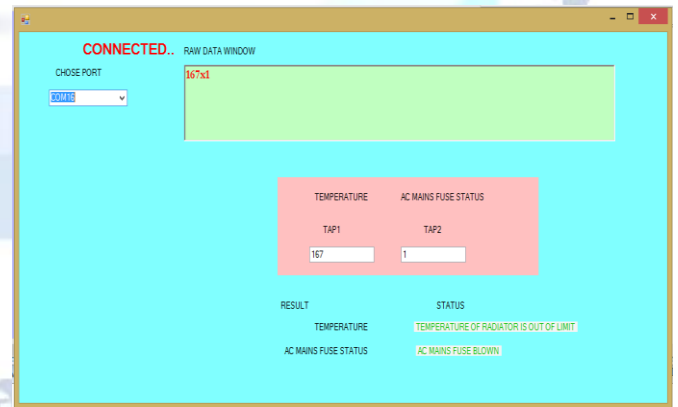 CONNECTED.. RAW DATA WINDOW
CHOSE PORT
COM16
167x1
TEMPERATURE AC MAINS FUSE STATUS
TAP1 TAP2
167 1
RESULT STATUS
TEMPERATURE TEMPERATURE OF RADIATOR IS OUT OF LIMIT
AC MAINS FUSE STATUS AC MAINS FUSE BLOWN